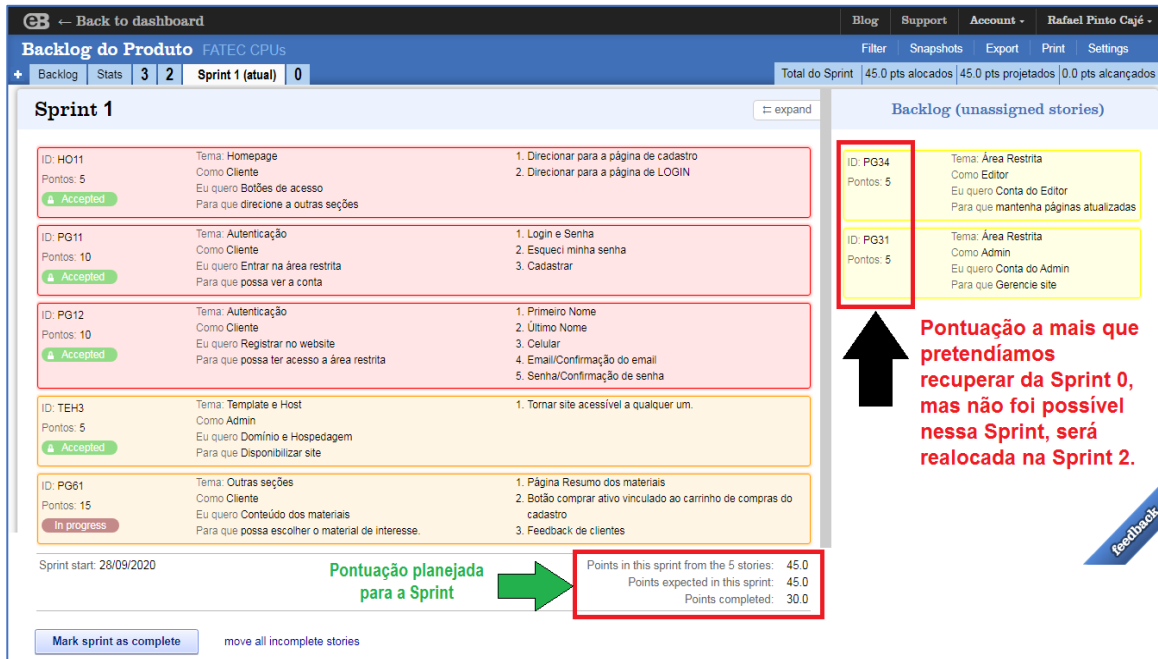 eB ← Back to dashboard
Blog Support Account Rafael Pinto Cajé
Backlog do Produto FATEC CPUs
Filter Snapshots Export Print Settings
+ Backlog Stats 3 2 Sprint 1 (atual) 0
Total do Sprint 45.0 pts alocados 45.0 pts projetados 0.0 pts alcançados
Sprint 1
expand
ID: HO11
Pontos: 5
Accepted
Tema: Homepage
Como Cliente
Eu quero Botões de acesso
Para que direcione a outras seções
1. Direcionar para a página de cadastro
2. Direcionar para a página de LOGIN
ID: PG11
Pontos: 10
Accepted
Tema: Autenticação
Como Cliente
Eu quero Entrar na área restrita
Para que possa ver a conta
1. Login e Senha
2. Esqueci minha senha
3. Cadastrar
ID: PG12
Pontos: 10
Accepted
Tema: Autenticação
Como Cliente
Eu quero Registrar no website
Para que possa ter acesso a área restrita
1. Primeiro Nome
2. Último Nome
3. Celular
4. Email/Confirmação do email
5. Senha/Confirmação de senha
ID: TEH3
Pontos: 5
Accepted
Tema: Template e Host
Como Admin
Eu quero Domínio e Hospedagem
Para que Disponibilizar site
1. Tornar site acessível a qualquer um.
ID: PG61
Pontos: 15
In progress
Tema: Outras seções
Como Cliente
Eu quero Conteúdo dos materiais
Para que possa escolher o material de interesse.
1. Página Resumo dos materiais
2. Botão comprar ativo vinculado ao carrinho de compras do
cadastro
3. Feedback de clientes
Sprint start: 28/09/2020
Pontuação planejada
para a Sprint
Points in this sprint from the 5 stories: 45.0
Points expected in this sprint: 45.0
Points completed: 30.0
Mark sprint as complete
move all incomplete stories
Backlog (unassigned stories)
ID: PG34
Pontos: 5
Tema: Área Restrita
Como Editor
Eu quero Conta do Editor
Para que mantenha páginas atualizadas
ID: PG31
Pontos: 5
Tema: Área Restrita
Como Admin
Eu quero Conta do Admin
Para que Gerencie site
Pontuação a mais que
pretendíamos
recuperar da Sprint 0,
mas não foi possível
nessa Sprint, será
realocada na Sprint 2.
feedback